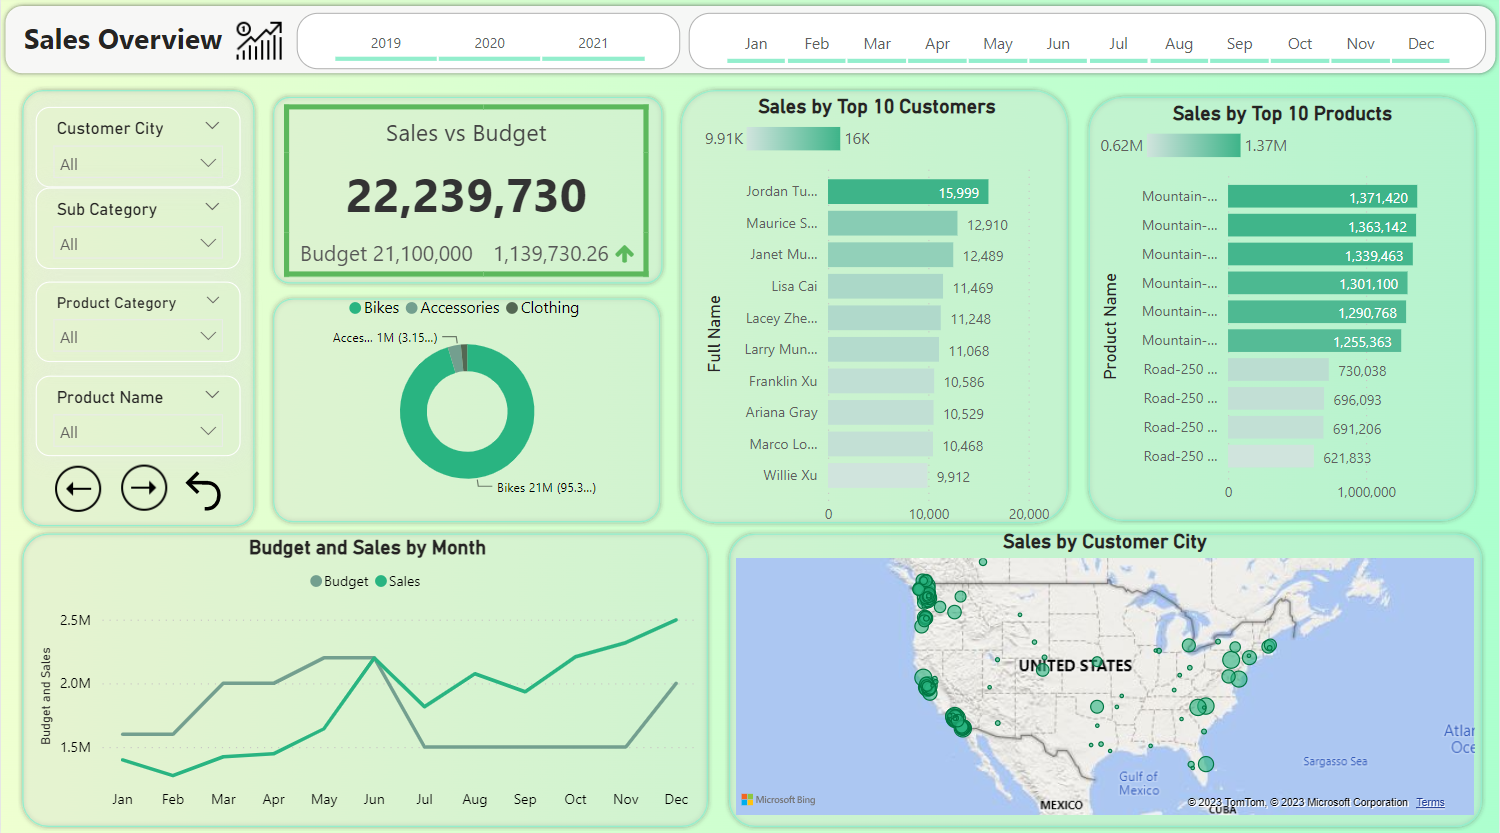 Sales Overview
2019 2020 2021
Jan Feb Mar Apr May Jun Jul Aug Sep Oct Nov Dec
Customer City
All
Sub Category
All
Product Category
All
Product Name
All
Sales vs Budget
22,239,730
Budget 21,100,000 1,139,730.26
Bikes Accessories Clothing
Acces... 1M (3.15...)
Bikes 21M (95.3...)
Sales by Top 10 Customers
9.91K 16K
Full Name
Jordan Tu... 15,999
Maurice S... 12,910
Janet Mu... 12,489
Lisa Cai 11,469
Lacey Zhe... 11,248
Larry Mun... 11,068
Franklin Xu 10,586
Ariana Gray 10,529
Marco Lo... 10,468
Willie Xu 9,912
0 10,000 20,000
Sales by Top 10 Products
0.62M 1.37M
Product Name
Mountain-... 1,371,420
Mountain-... 1,363,142
Mountain-... 1,339,463
Mountain-... 1,301,100
Mountain-... 1,290,768
Mountain-... 1,255,363
Road-250 ... 730,038
Road-250 ... 696,093
Road-250 ... 691,206
Road-250 ... 621,833
0 1,000,000
Budget and Sales by Month
Budget Sales
Budget and Sales
2.5M
2.0M
1.5M
Jan Feb Mar Apr May Jun Jul Aug Sep Oct Nov Dec
Sales by Customer City
UNITED STATES
Atlan
Oce
Sargasso Sea
Gulf of
Mexico
MEXICO
CUBA
Microsoft Bing
© 2023 TomTom, © 2023 Microsoft Corporation Terms